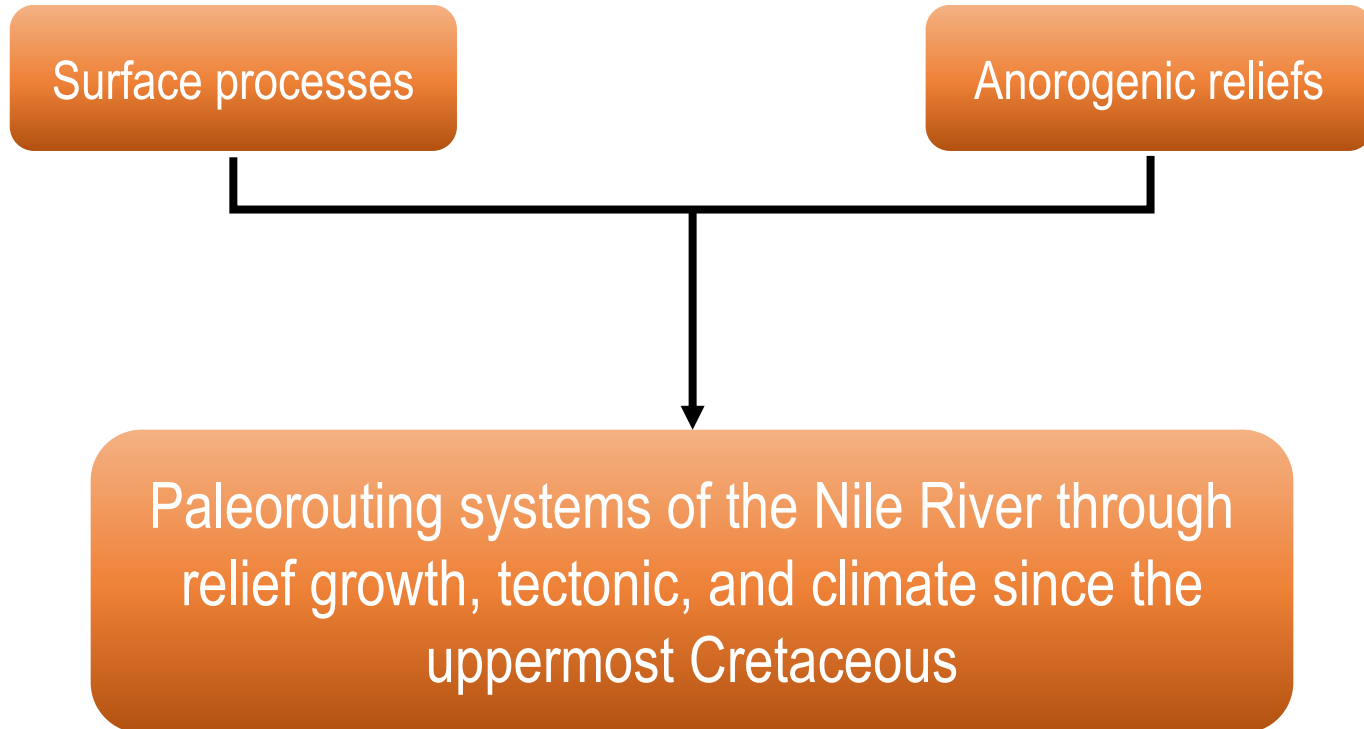 Surface processes
Anorogenic reliefs
Paleorouting systems of the Nile River through
relief growth, tectonic, and climate since the
uppermost Cretaceous